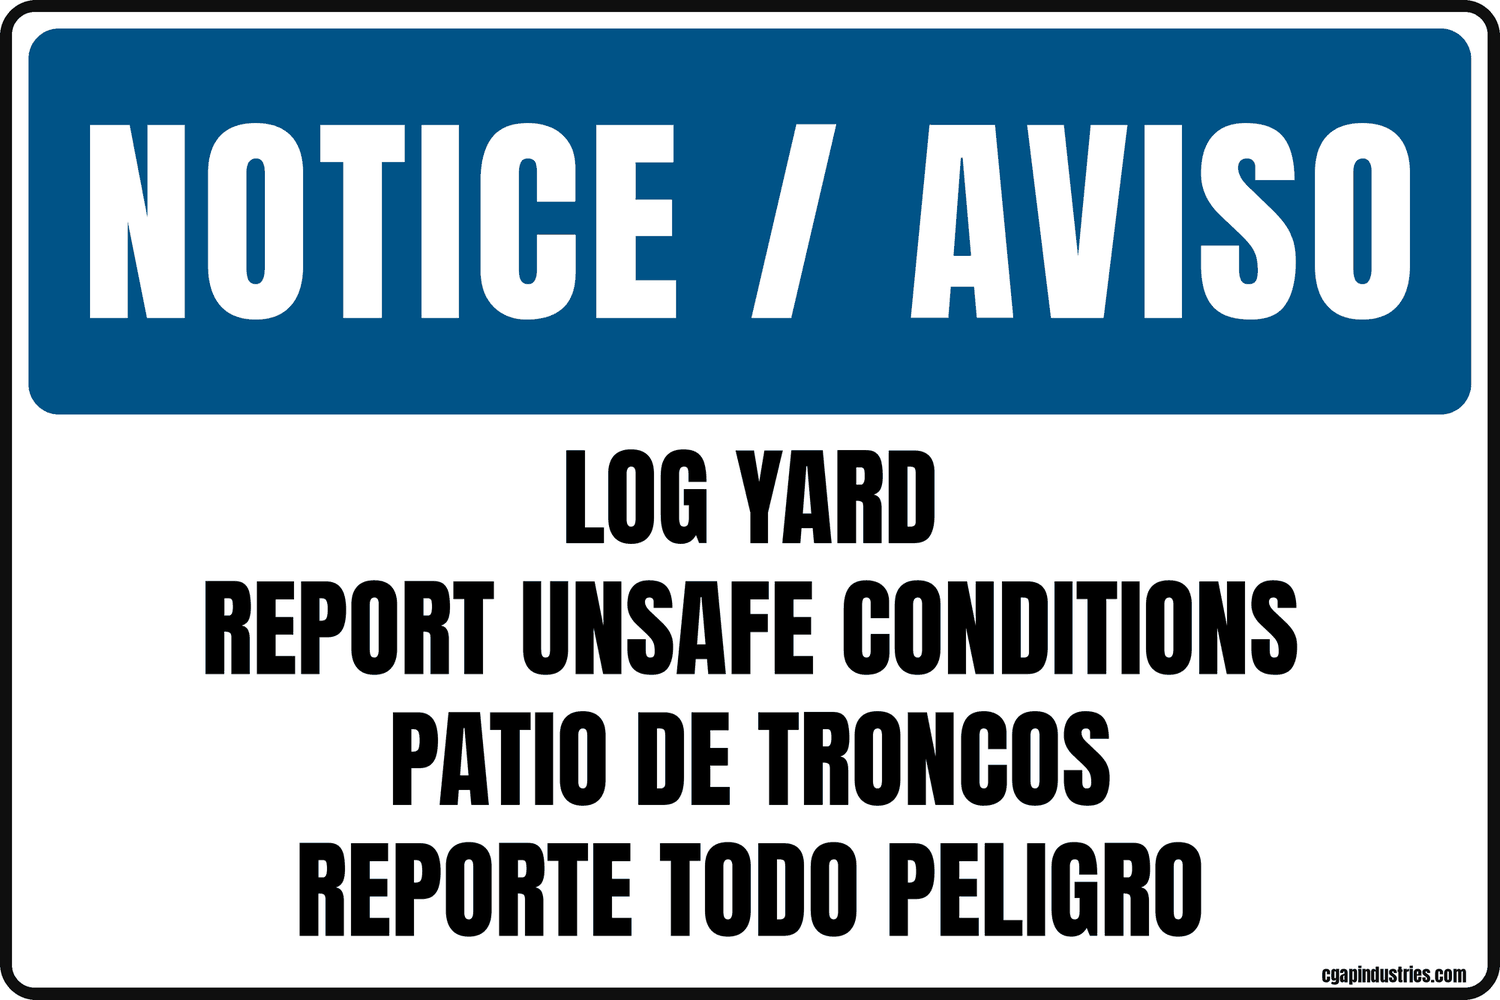 NOTICE / AVISO
LOG YARD
REPORT UNSAFE CONDITIONS
PATIO DE TRONCOS
REPORTE TODO PELIGRO
cgapindustries.com